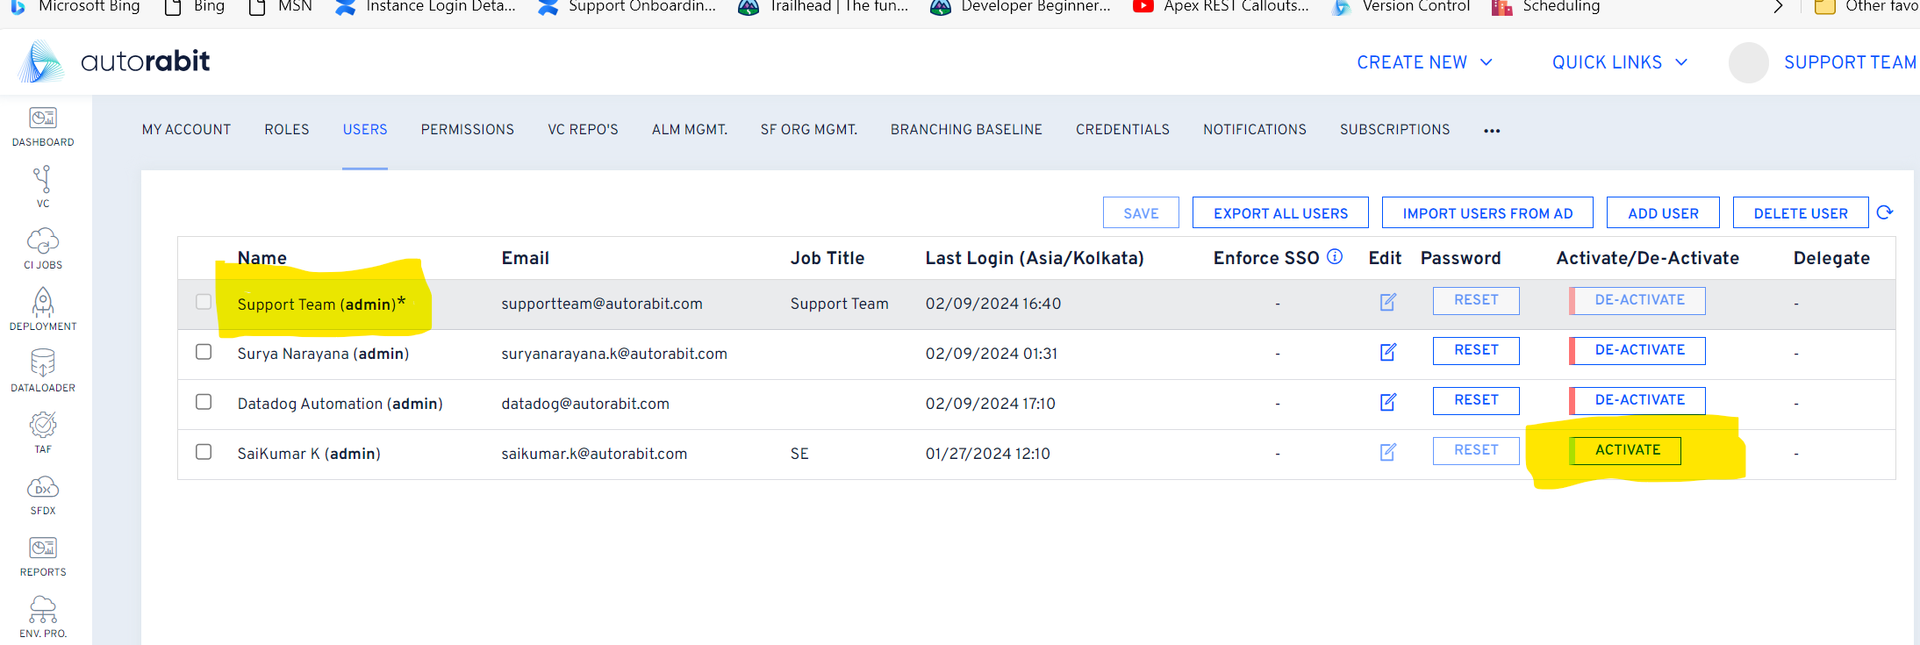 Microsoft Bing Bing MSN Instance Login Deta... Support Onboardin... Trailhead | The fun... Developer Beginner... Apex REST Callouts... Version Control Scheduling Other favo
autorabit CREATE NEW QUICK LINKS SUPPORT TEAM
MY ACCOUNT ROLES USERS PERMISSIONS VC REPO'S ALM MGMT. SF ORG MGMT. BRANCHING BASELINE CREDENTIALS NOTIFICATIONS SUBSCRIPTIONS ...
DASHBOARD
VC
CI JOBS
DEPLOYMENT
DATALOADER
TAF
DX
SFDX
REPORTS
ENV. PRO.
SAVE EXPORT ALL USERS IMPORT USERS FROM AD ADD USER DELETE USER
Name Email Job Title Last Login (Asia/Kolkata) Enforce SSO Edit Password Activate/De-Activate Delegate
Support Team (admin)* supportteam@autorabit.com Support Team 02/09/2024 16:40 - RESET DE-ACTIVATE -
Surya Narayana (admin) suryanarayana.k@autorabit.com 02/09/2024 01:31 - RESET DE-ACTIVATE -
Datadog Automation (admin) datadog@autorabit.com 02/09/2024 17:10 - RESET DE-ACTIVATE -
SaiKumar K (admin) saikumar.k@autorabit.com SE 01/27/2024 12:10 - RESET ACTIVATE -